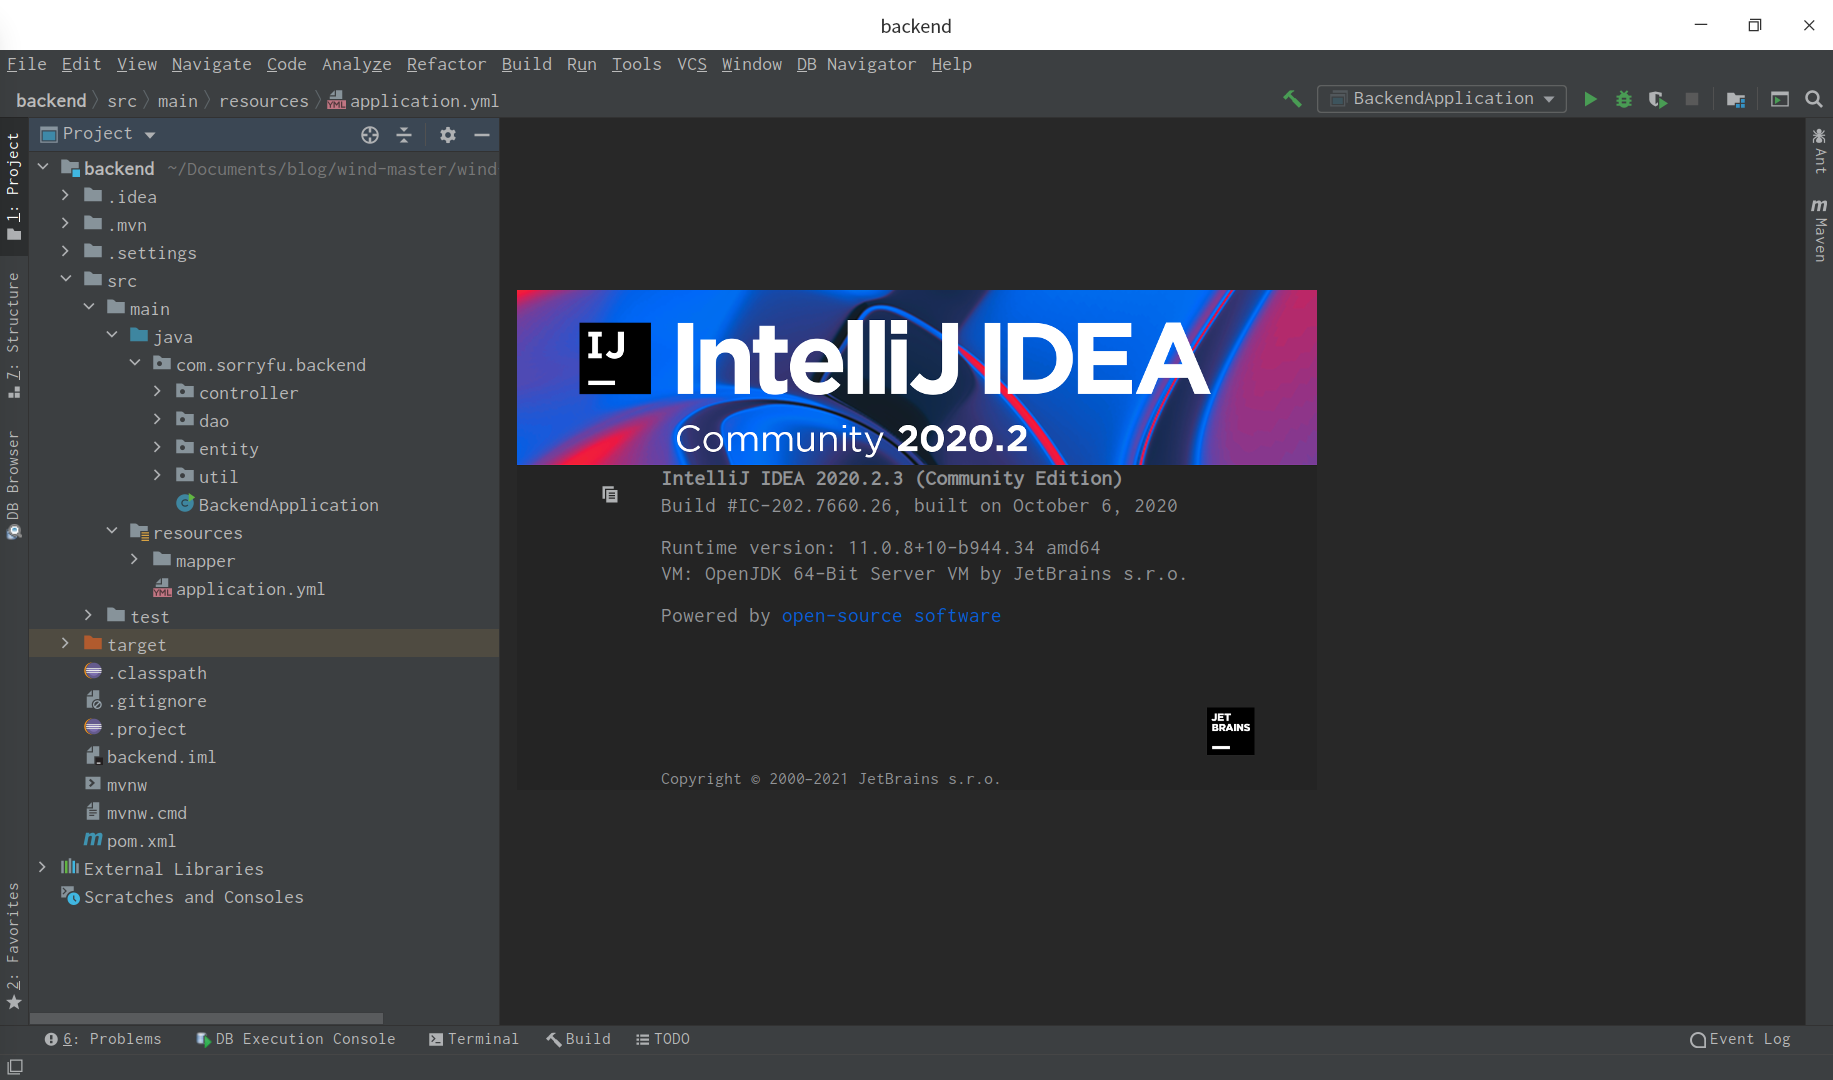 backend
File Edit View Navigate Code Analyze Refactor Build Run Tools VCS Window DB Navigator Help
backend src main resources application.yml
BackendApplication
1: Project
7: Structure
DB Browser
2: Favorites
Project
backend ~/Documents/blog/wind-master/wind
.idea
.mvn
.settings
src
main
java
com.sorryfu.backend
controller
dao
entity
util
BackendApplication
resources
mapper
application.yml
test
target
.classpath
.gitignore
.project
backend.iml
mvnw
mvnw.cmd
pom.xml
External Libraries
Scratches and Consoles
IJ
IntelliJ IDEA
Community 2020.2
IntelliJ IDEA 2020.2.3 (Community Edition)
Build #IC-202.7660.26, built on October 6, 2020
Runtime version: 11.0.8+10-b944.34 amd64
VM: OpenJDK 64-Bit Server VM by JetBrains s.r.o.
Powered by open-source software
JET
BRAINS
Copyright © 2000–2021 JetBrains s.r.o.
Ant
Maven
6: Problems DB Execution Console Terminal Build TODO Event Log